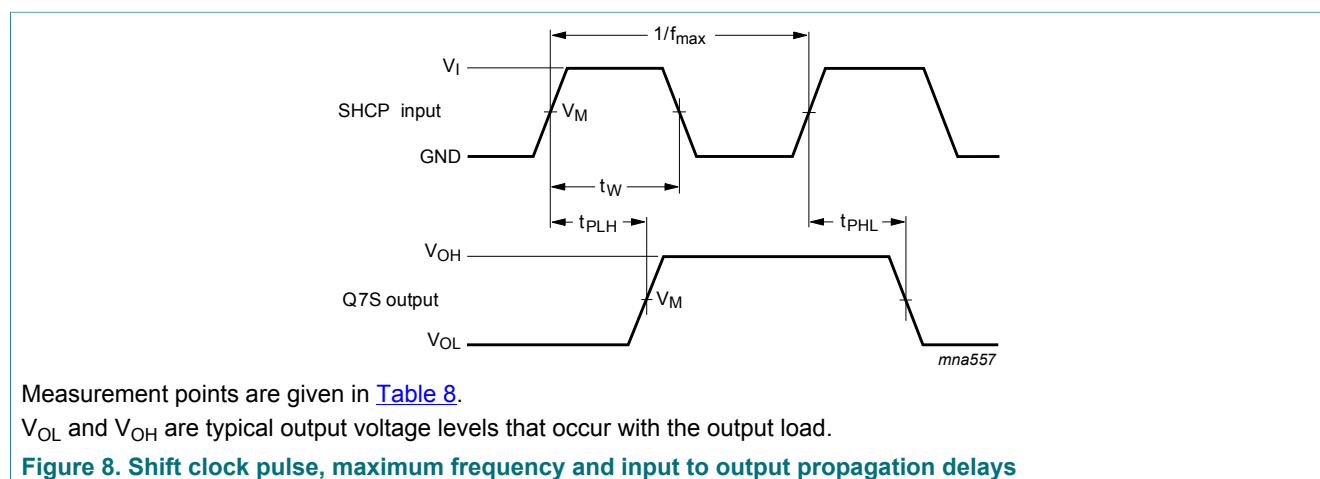 1/fmax
VI
SHCP input
VM
GND
tW
tPLH
tPHL
VOH
Q7S output
VM
VOL
mna557
Measurement points are given in Table 8.
VOL and VOH are typical output voltage levels that occur with the output load.
Figure 8. Shift clock pulse, maximum frequency and input to output propagation delays